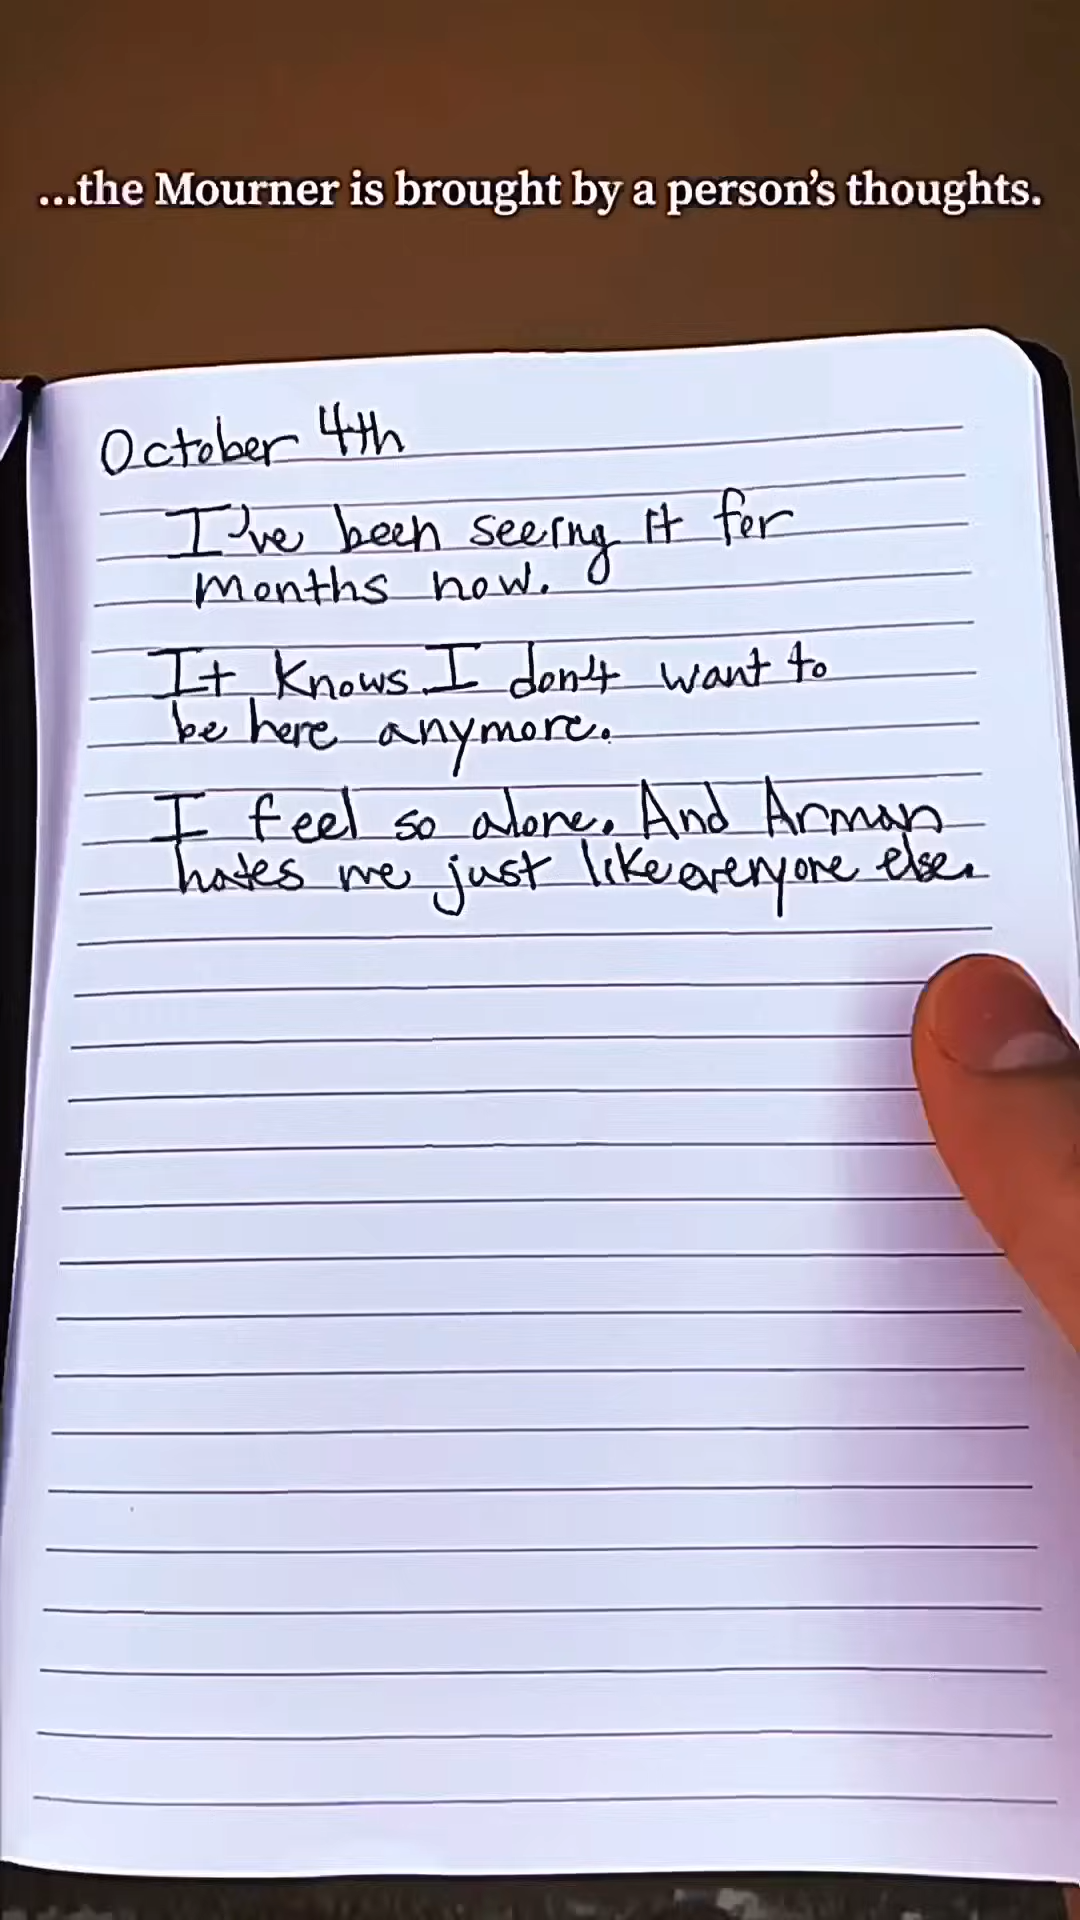 ...the Mourner is brought by a person's thoughts.
October 4th
I've been seeing it for
months now.
It knows I don't want to
be here anymore.
I feel so alone. And Arman
hates me just like everyone else.